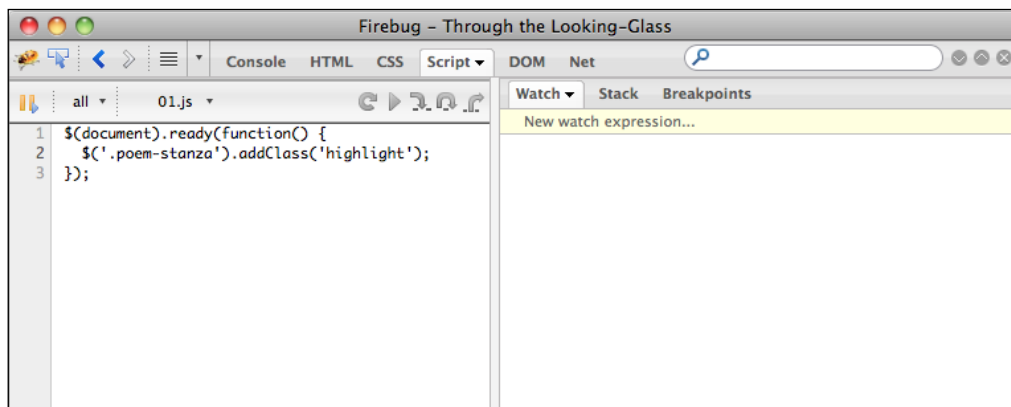 Firebug – Through the Looking-Glass
Console HTML CSS Script DOM Net
all 01.js
Watch Stack Breakpoints
New watch expression...
1 $(document).ready(function() {
2   $('.poem-stanza').addClass('highlight');
3 });